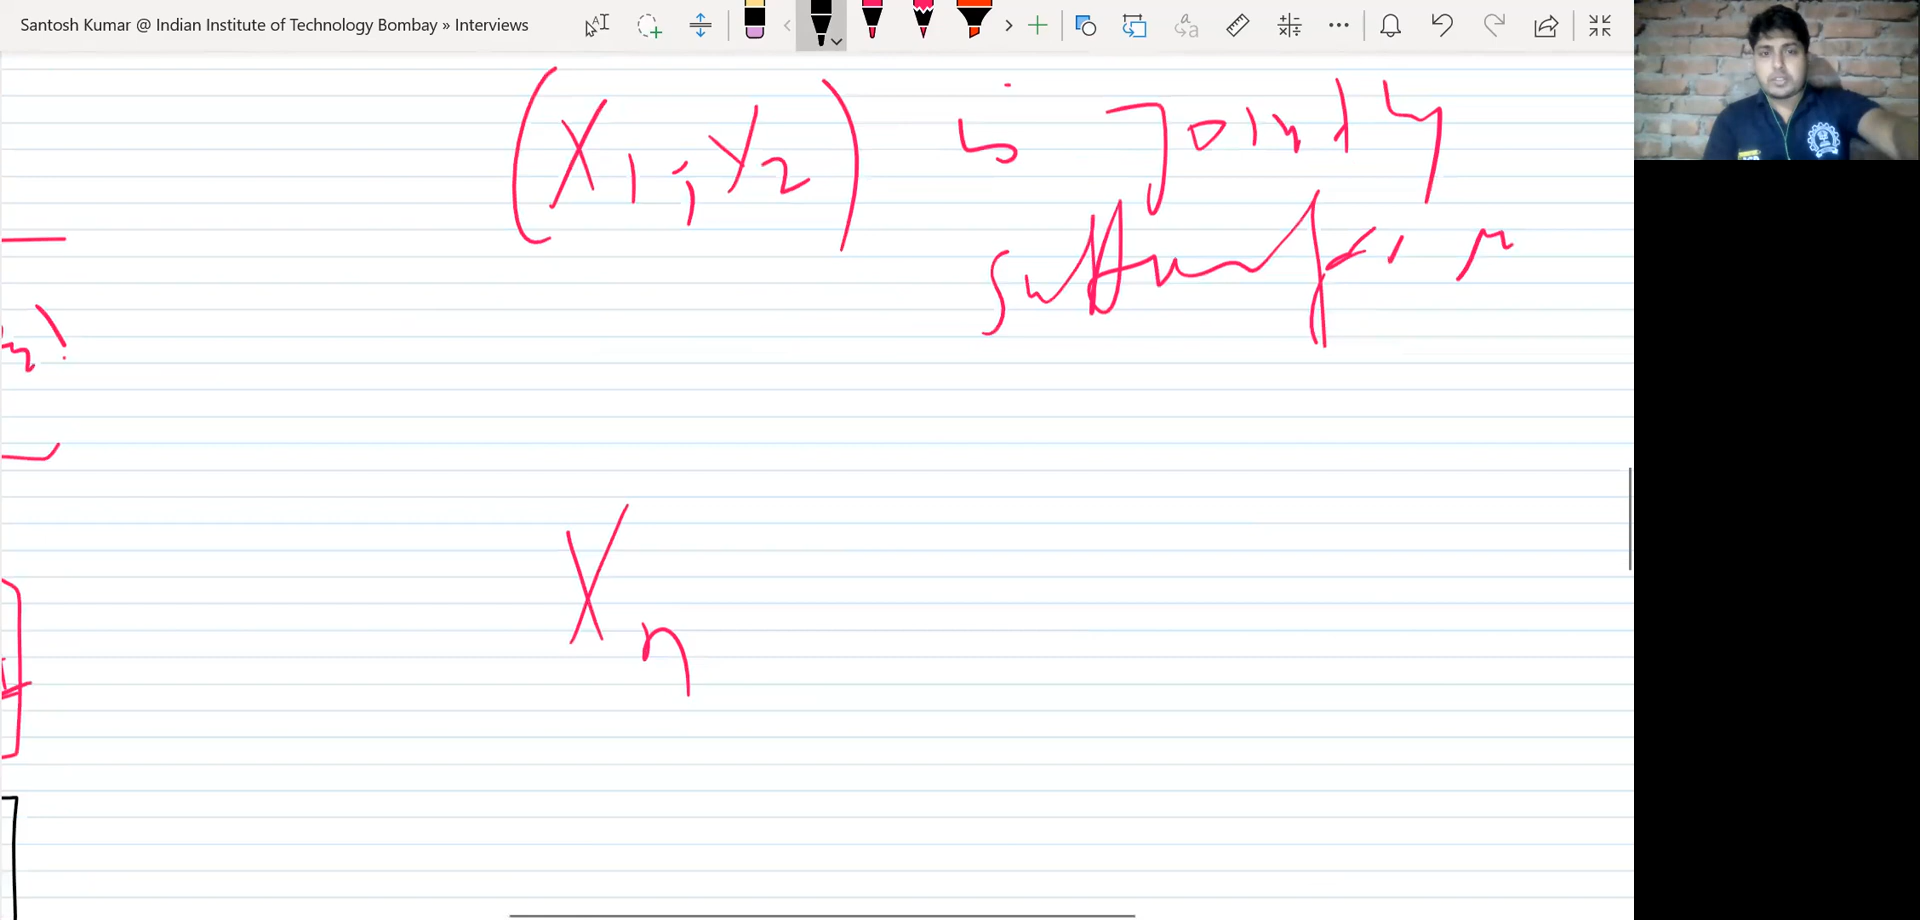 Santosh Kumar @ Indian Institute of Technology Bombay » Interviews
(X1, X2) is Jointly
sufficient for
Xn